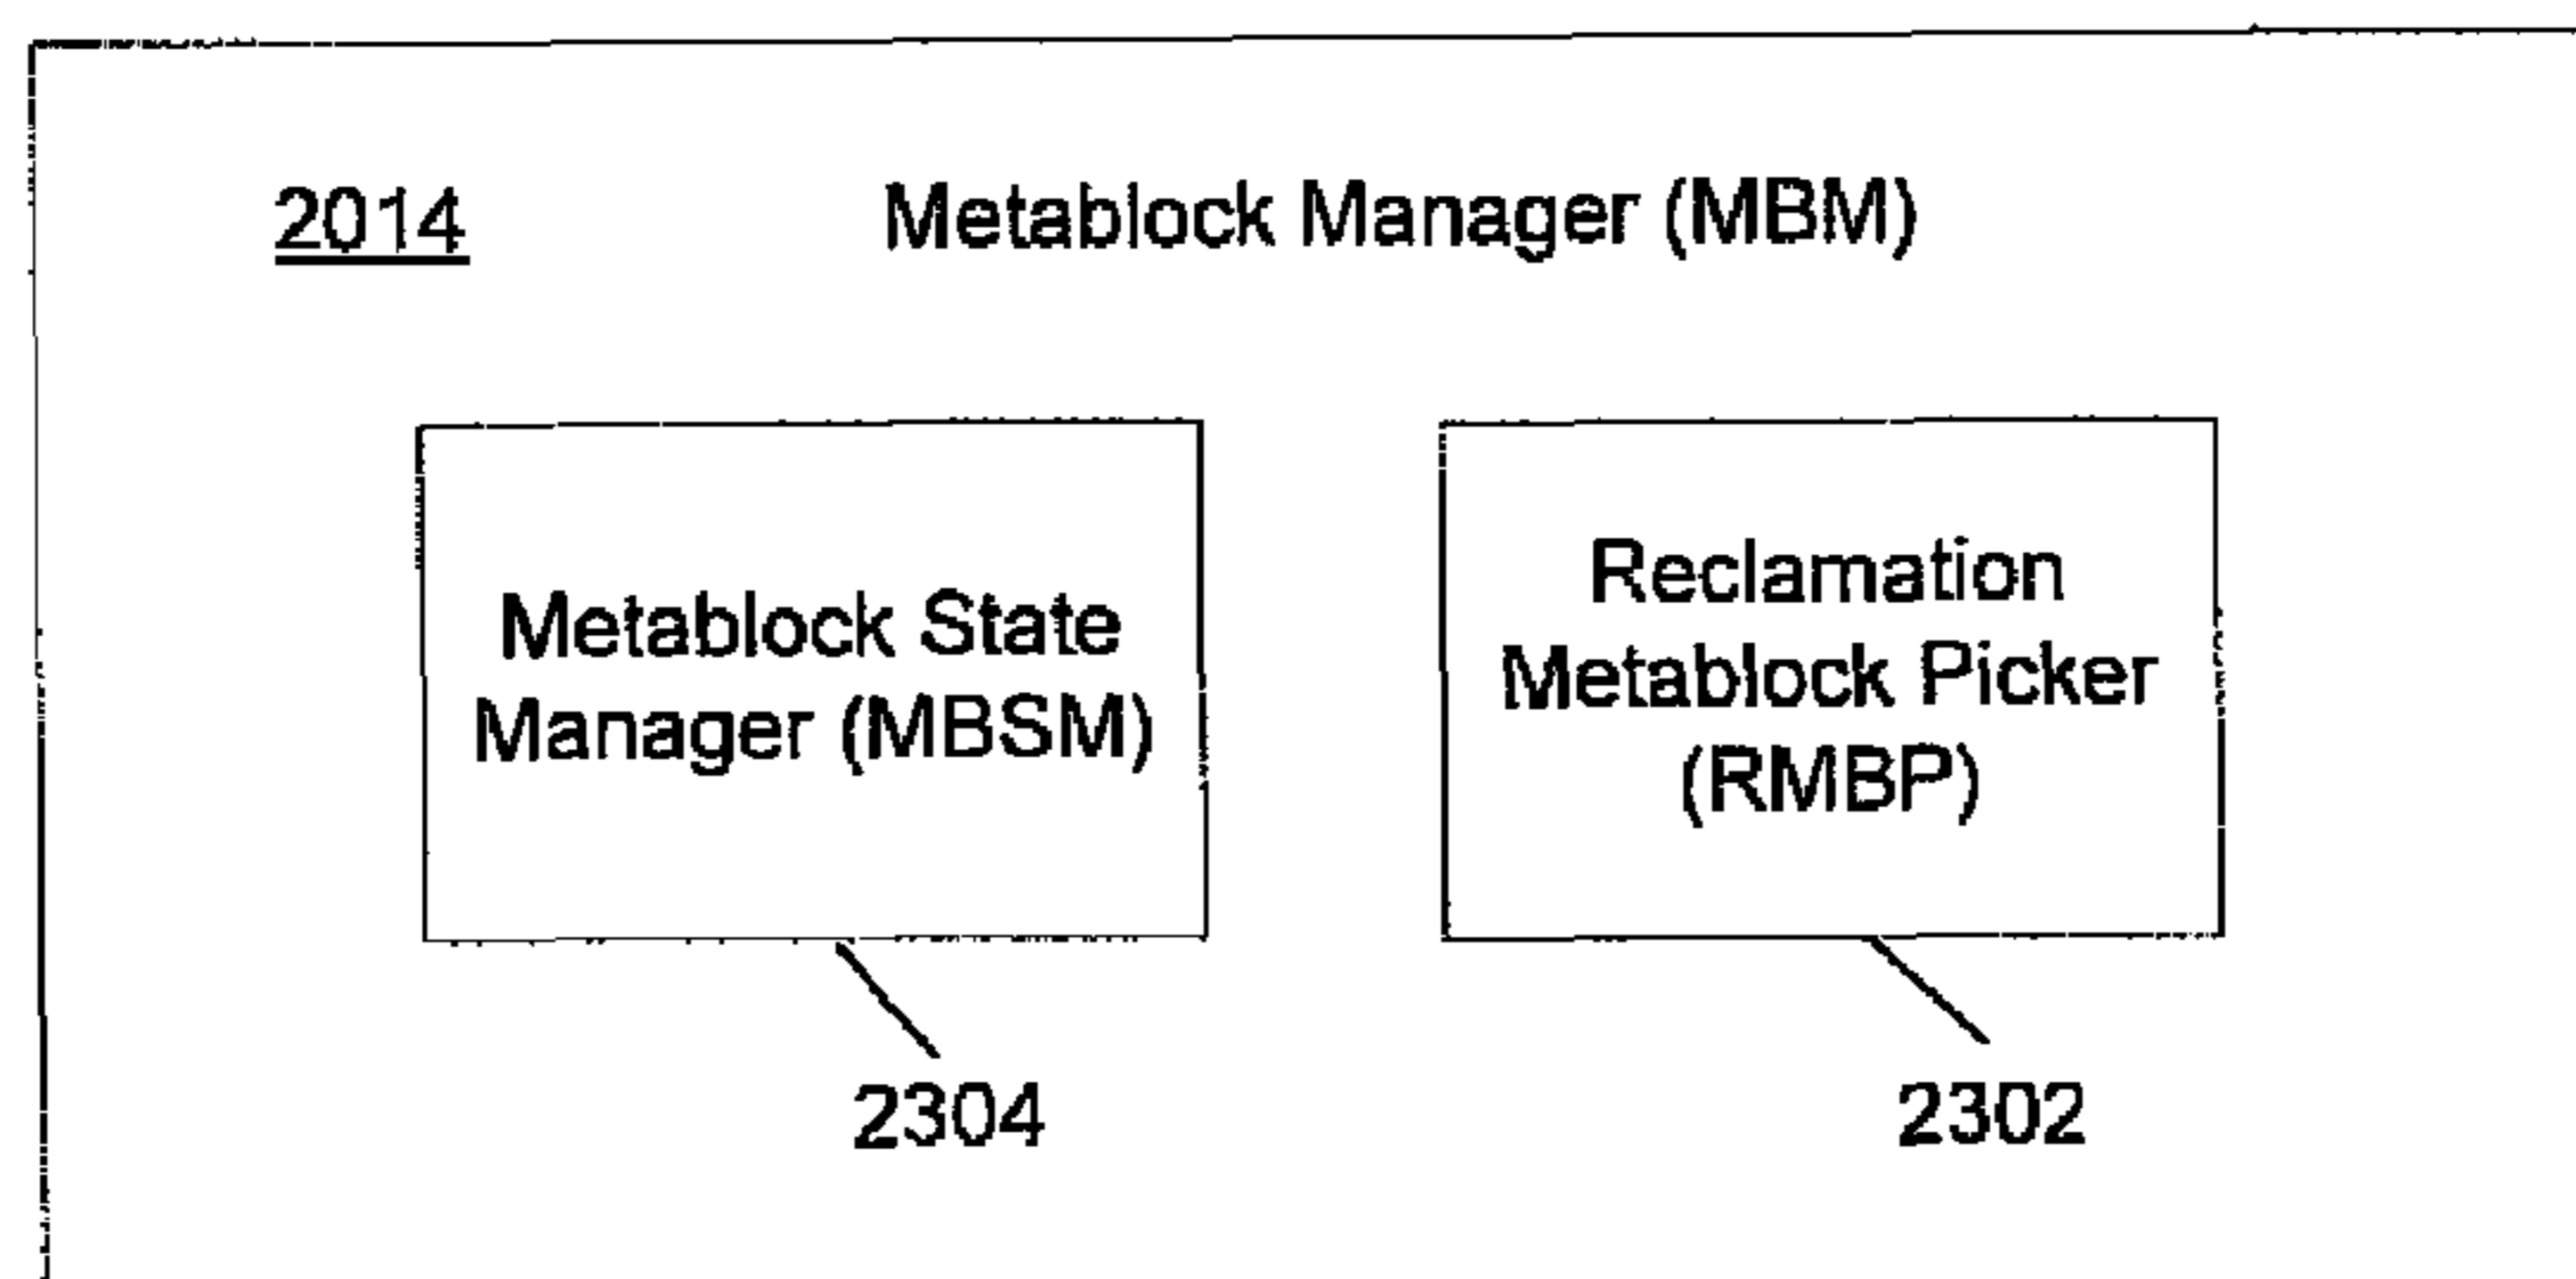 2014
Metablock Manager (MBM)
Metablock State
Manager (MBSM)
Reclamation
Metablock Picker
(RMBP)
2304
2302